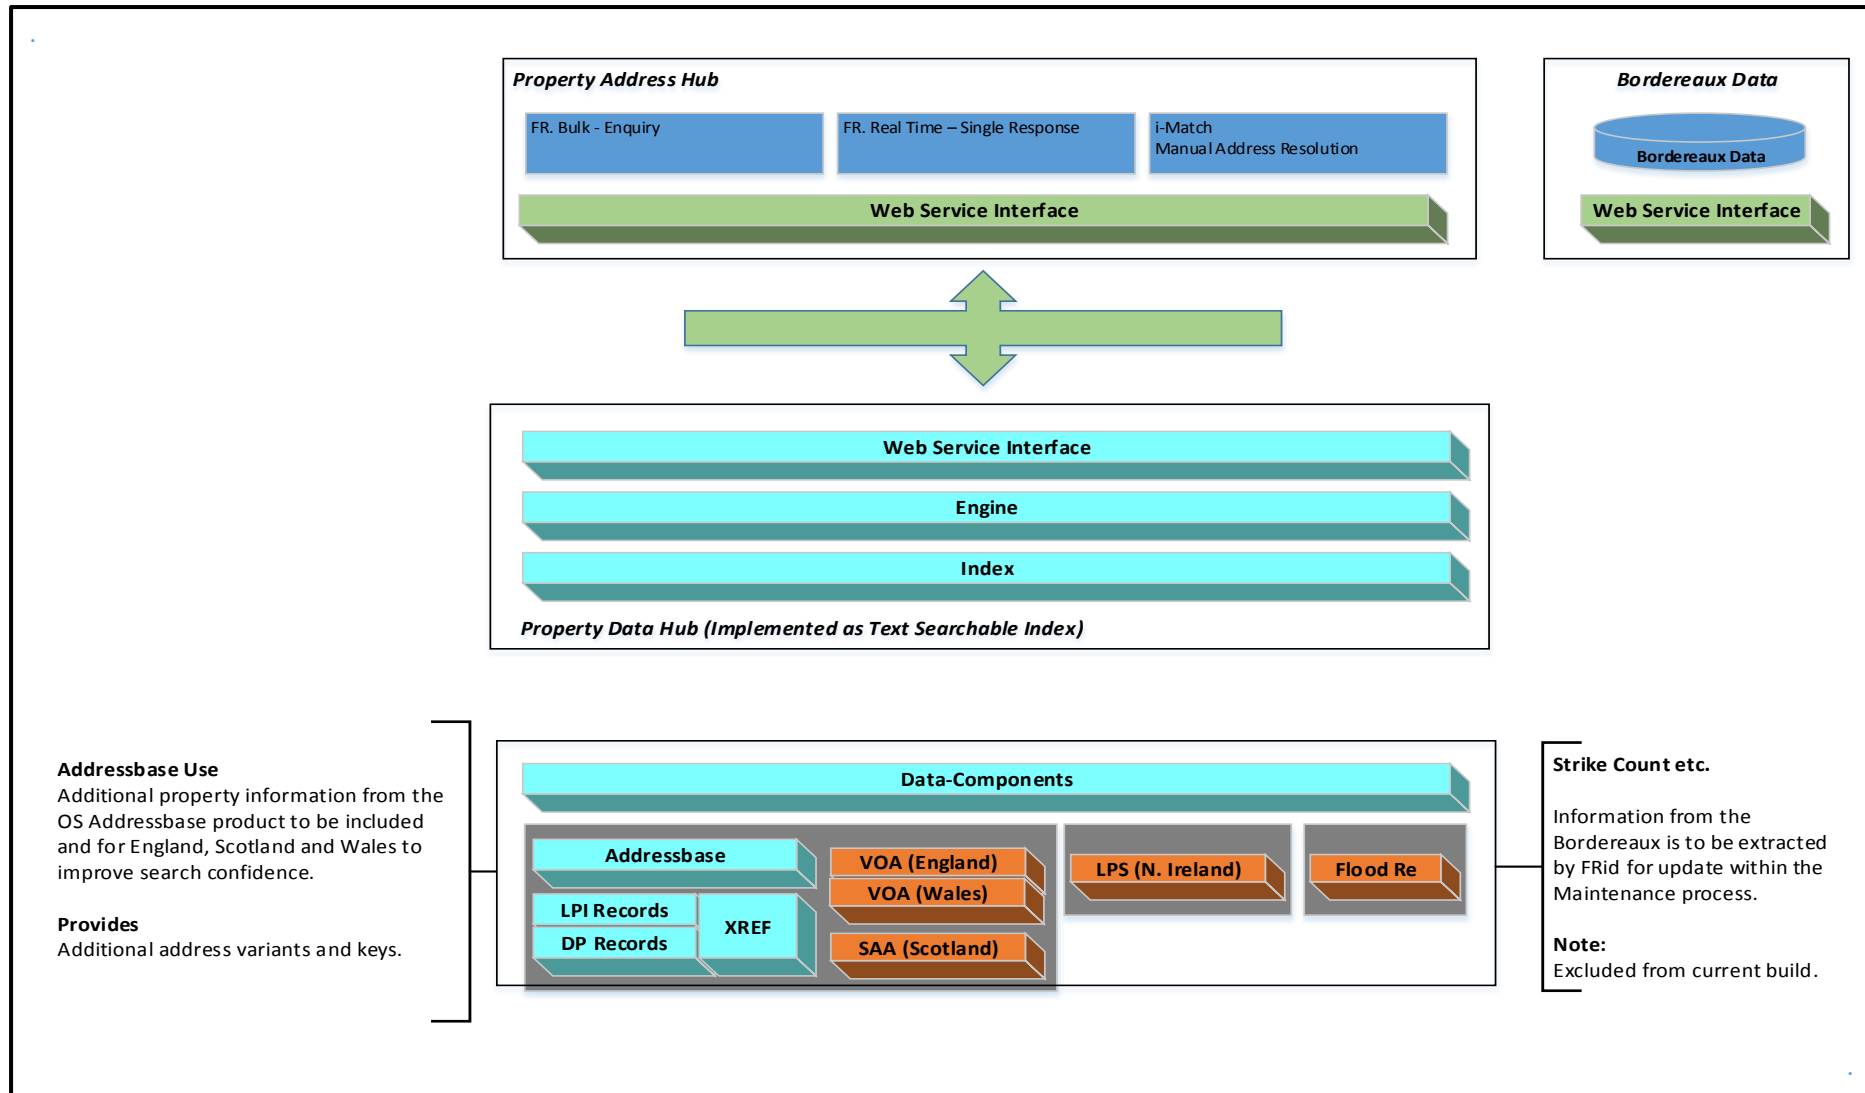 Property Address Hub
FR. Bulk - Enquiry
FR. Real Time – Single Response
i-Match
Manual Address Resolution
Web Service Interface
Bordereaux Data
Bordereaux Data
Web Service Interface
Web Service Interface
Engine
Index
Property Data Hub (Implemented as Text Searchable Index)
Addressbase Use
Additional property information from the
OS Addressbase product to be included
and for England, Scotland and Wales to
improve search confidence.
Provides
Additional address variants and keys.
Data-Components
Addressbase
LPI Records
DP Records
XREF
VOA (England)
VOA (Wales)
SAA (Scotland)
LPS (N. Ireland)
Flood Re
Strike Count etc.
Information from the
Bordereaux is to be extracted
by FRid for update within the
Maintenance process.
Note:
Excluded from current build.